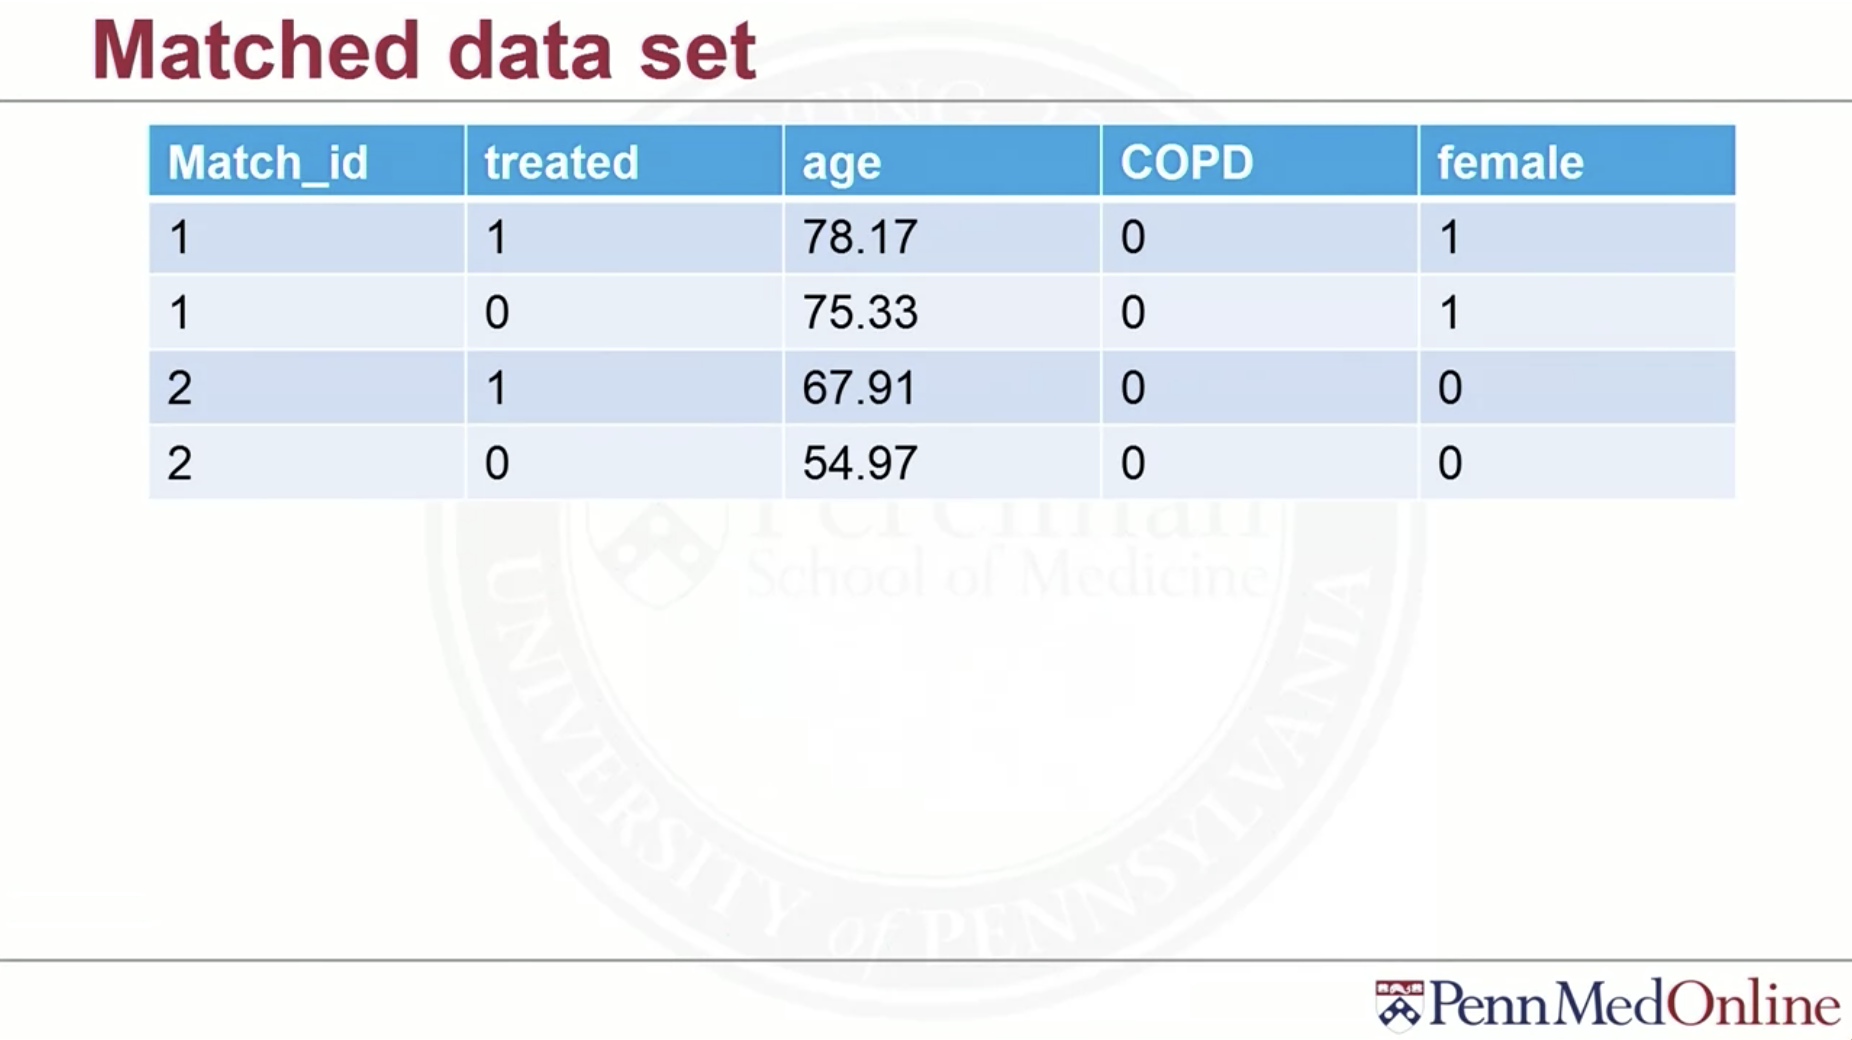 Matched data set
Match_id treated age COPD female
1 1 78.17 0 1
1 0 75.33 0 1
2 1 67.91 0 0
2 0 54.97 0 0
School of Medicine
UNIVERSITY of PENNSYLVANIA
PennMedOnline